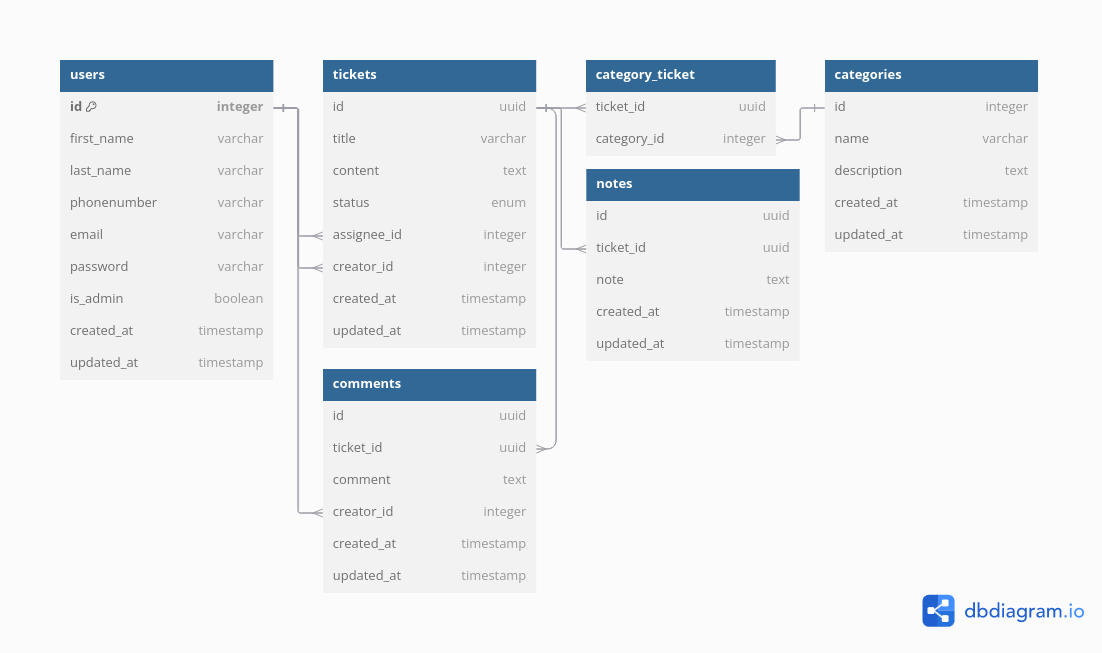 users
id integer
first_name varchar
last_name varchar
phonenumber varchar
email varchar
password varchar
is_admin boolean
created_at timestamp
updated_at timestamp
tickets
id uuid
title varchar
content text
status enum
assignee_id integer
creator_id integer
created_at timestamp
updated_at timestamp
comments
id uuid
ticket_id uuid
comment text
creator_id integer
created_at timestamp
updated_at timestamp
category_ticket
ticket_id uuid
category_id integer
notes
id uuid
ticket_id uuid
note text
created_at timestamp
updated_at timestamp
categories
id integer
name varchar
description text
created_at timestamp
updated_at timestamp
dbdiagram.io